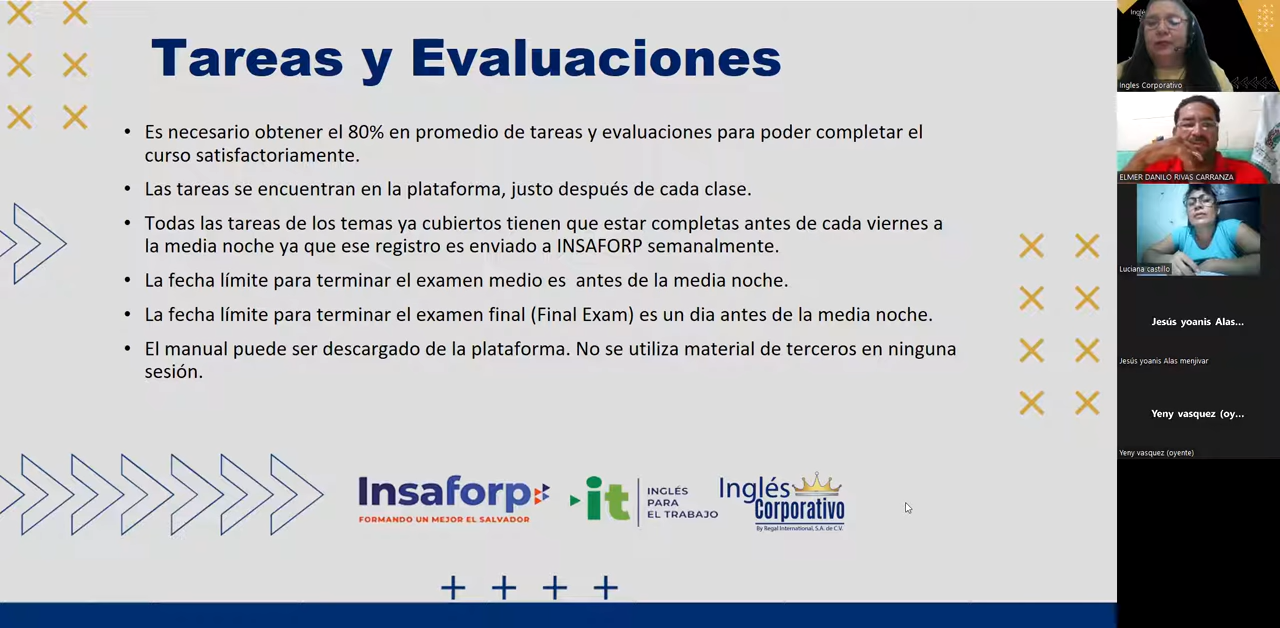 Tareas y Evaluaciones
• Es necesario obtener el 80% en promedio de tareas y evaluaciones para poder completar el
curso satisfactoriamente.
• Las tareas se encuentran en la plataforma, justo después de cada clase.
• Todas las tareas de los temas ya cubiertos tienen que estar completas antes de cada viernes a
la media noche ya que ese registro es enviado a INSAFORP semanalmente.
• La fecha límite para terminar el examen medio es  antes de la media noche.
• La fecha límite para terminar el examen final (Final Exam) es un dia antes de la media noche.
• El manual puede ser descargado de la plataforma. No se utiliza material de terceros en ninguna
sesión.
Insaforp
FORMANDO UN MEJOR EL SALVADOR
it
INGLÉS
PARA
EL TRABAJO
Inglés
Corporativo
By Regal International, S.A. de C.V.
Inglé
Ingles Corporativo
ELMER DANILO RIVAS CARRANZA
Luciana castillo
Jesús yoanis Alas...
Jesús yoanis Alas menjivar
Yeny vasquez (oy...
Yeny vasquez (oyente)